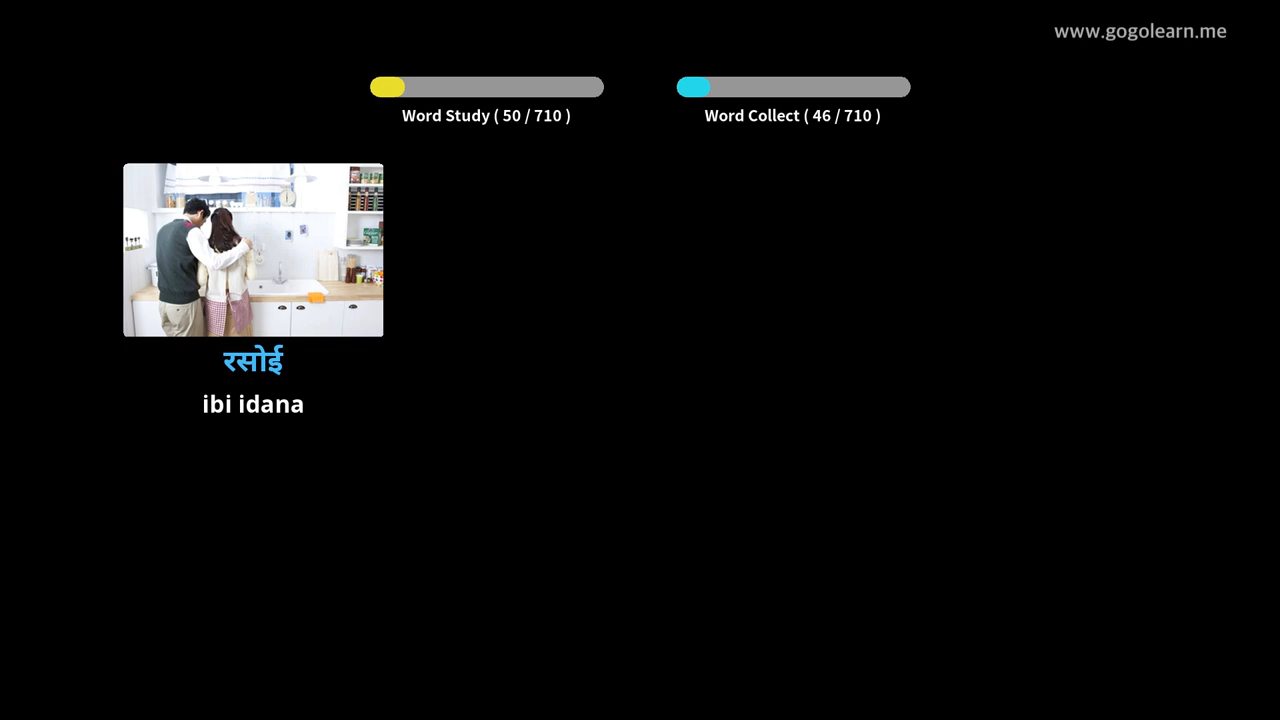 www.gogolearn.me
Word Study ( 50 / 710 )
Word Collect ( 46 / 710 )
रसोई
ibi idana